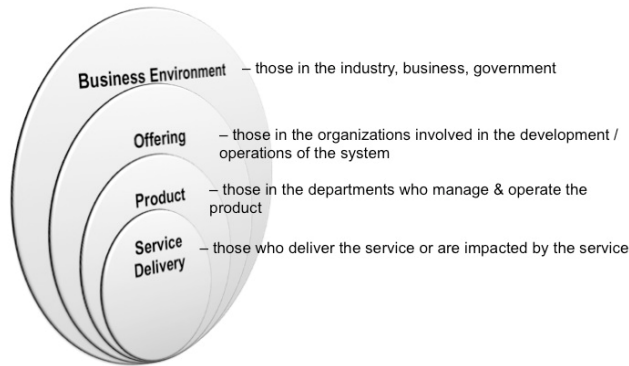 Business Environment – those in the industry, business, government
Offering – those in the organizations involved in the development /
operations of the system
Product – those in the departments who manage & operate the
product
Service
Delivery – those who deliver the service or are impacted by the service